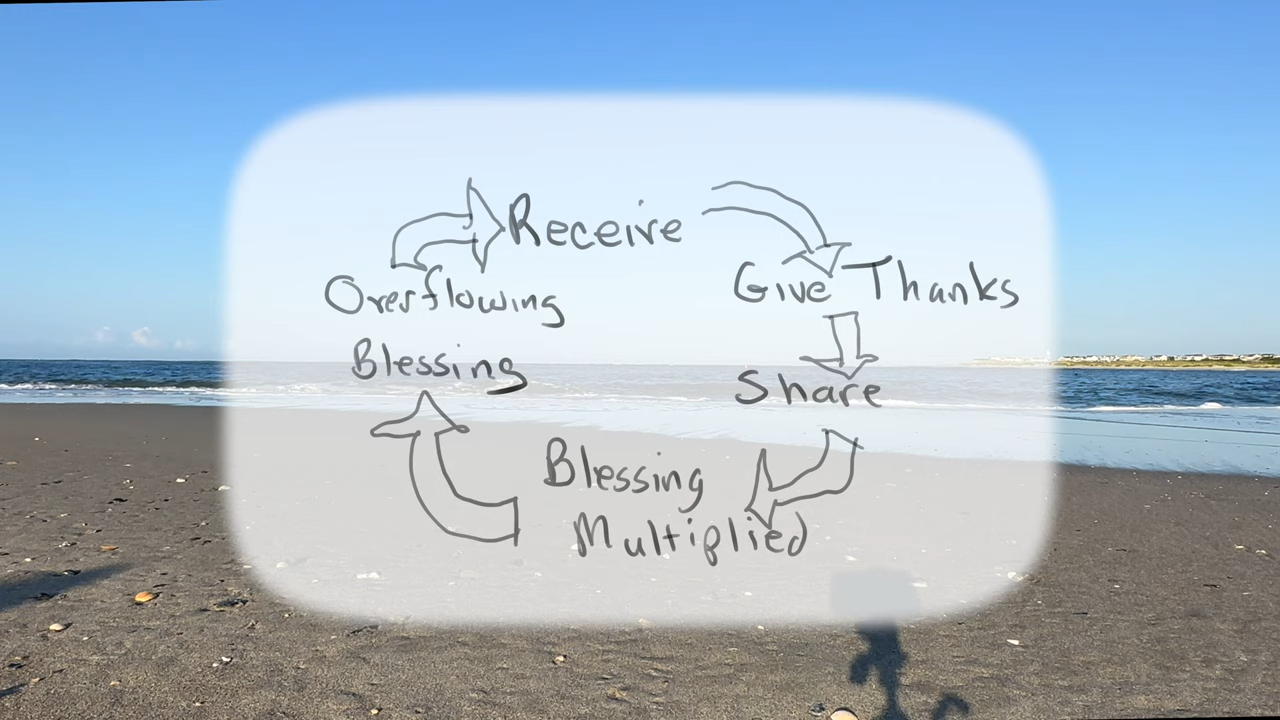 Receive
Give Thanks
Share
Blessing
Multiplied
Overflowing
Blessing